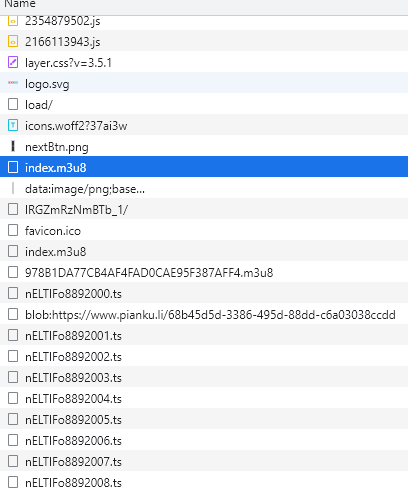 Name
2354879502.js
2166113943.js
layer.css?v=3.5.1
logo.svg
load/
icons.woff2?37ai3w
nextBtn.png
index.m3u8
data:image/png;base...
lRGZmRzNmBTb_1/
favicon.ico
index.m3u8
978B1DA77CB4AF4FAD0CAE95F387AFF4.m3u8
nELTIFo8892000.ts
blob:https://www.pianku.li/68b45d5d-3386-495d-88dd-c6a03038ccdd
nELTIFo8892001.ts
nELTIFo8892002.ts
nELTIFo8892003.ts
nELTIFo8892004.ts
nELTIFo8892005.ts
nELTIFo8892006.ts
nELTIFo8892007.ts
nELTIFo8892008.ts